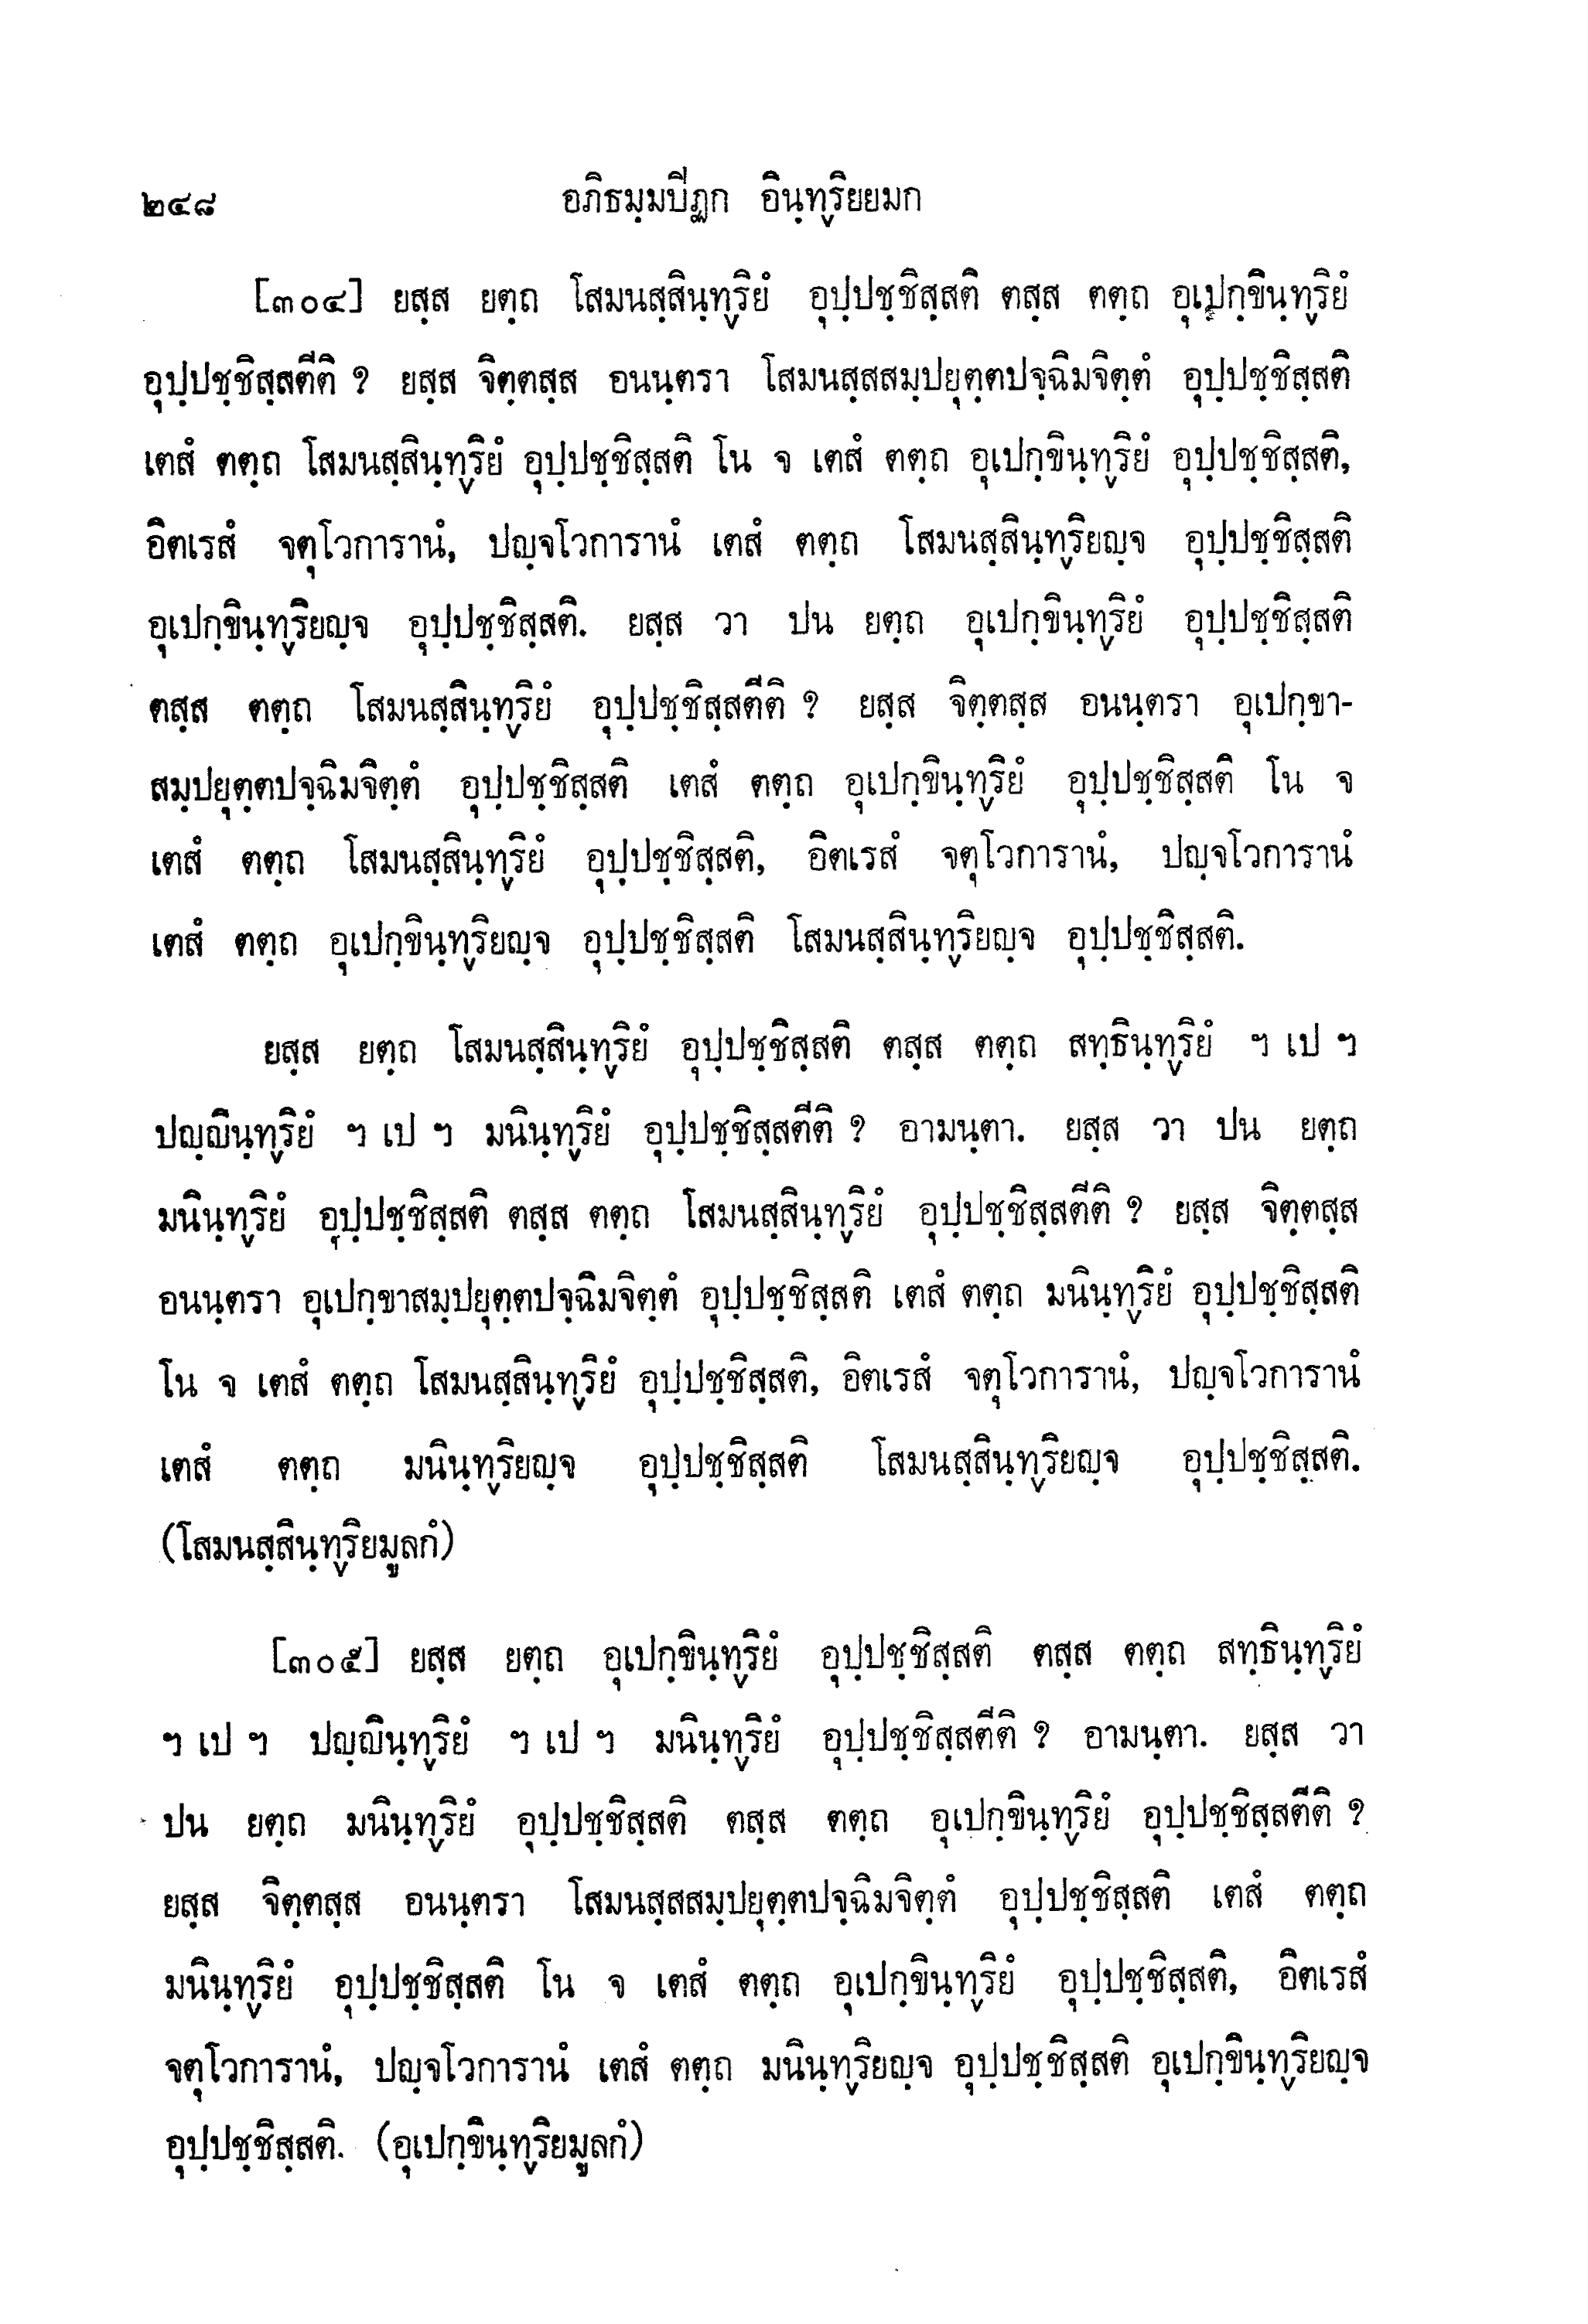 ๒๔๘ อภิธมฺมปีฏก อินฺทฺริยยมก
[๓๐๔] ยสฺส ยตฺถ โสมนสฺสินฺทฺริยํ อุปฺปชฺชิสฺสติ ตสฺส ตตฺถ อุเปกฺขินฺทฺริยํ
อุปฺปชฺชิสฺสตีติ ? ยสฺส จิตฺตสฺส อนนฺตรา โสมนสฺสสมฺปยุตฺตปจฺฉิมจิตฺตํ อุปฺปชฺชิสฺสติ
เตสํ ตตฺถ โสมนสฺสินฺทฺริยํ อุปฺปชฺชิสฺสติ โน จ เตสํ ตตฺถ อุเปกฺขินฺทฺริยํ อุปฺปชฺชิสฺสติ,
อิตเรสํ จตุโวการานํ, ปญฺจโวการานํ เตสํ ตตฺถ โสมนสฺสินฺทฺริยญฺจ อุปฺปชฺชิสฺสติ
อุเปกฺขินฺทฺริยญฺจ อุปฺปชฺชิสฺสติ. ยสฺส วา ปน ยตฺถ อุเปกฺขินฺทฺริยํ อุปฺปชฺชิสฺสติ
ตสฺส ตตฺถ โสมนสฺสินฺทฺริยํ อุปฺปชฺชิสฺสตีติ ? ยสฺส จิตฺตสฺส อนนฺตรา อุเปกฺขา-
สมฺปยุตฺตปจฺฉิมจิตฺตํ อุปฺปชฺชิสฺสติ เตสํ ตตฺถ อุเปกฺขินฺทฺริยํ อุปฺปชฺชิสฺสติ โน จ
เตสํ ตตฺถ โสมนสฺสินฺทฺริยํ อุปฺปชฺชิสฺสติ, อิตเรสํ จตุโวการานํ, ปญฺจโวการานํ
เตสํ ตตฺถ อุเปกฺขินฺทฺริยญฺจ อุปฺปชฺชิสฺสติ โสมนสฺสินฺทฺริยญฺจ อุปฺปชฺชิสฺสติ.
ยสฺส ยตฺถ โสมนสฺสินฺทฺริยํ อุปฺปชฺชิสฺสติ ตสฺส ตตฺถ สทฺธินฺทฺริยํ ฯ เป ฯ
ปญฺญินฺทฺริยํ ฯ เป ฯ มนินฺทฺริยํ อุปฺปชฺชิสฺสตีติ ? อามนฺตา. ยสฺส วา ปน ยตฺถ
มนินฺทฺริยํ อุปฺปชฺชิสฺสติ ตสฺส ตตฺถ โสมนสฺสินฺทฺริยํ อุปฺปชฺชิสฺสตีติ ? ยสฺส จิตฺตสฺส
อนนฺตรา อุเปกฺขาสมฺปยุตฺตปจฺฉิมจิตฺตํ อุปฺปชฺชิสฺสติ เตสํ ตตฺถ มนินฺทฺริยํ อุปฺปชฺชิสฺสติ
โน จ เตสํ ตตฺถ โสมนสฺสินฺทฺริยํ อุปฺปชฺชิสฺสติ, อิตเรสํ จตุโวการานํ, ปญฺจโวการานํ
เตสํ ตตฺถ มนินฺทฺริยญฺจ อุปฺปชฺชิสฺสติ โสมนสฺสินฺทฺริยญฺจ อุปฺปชฺชิสฺสติ.
(โสมนสฺสินฺทฺริยมูลกํ)
[๓๐๕] ยสฺส ยตฺถ อุเปกฺขินฺทฺริยํ อุปฺปชฺชิสฺสติ ตสฺส ตตฺถ สทฺธินฺทฺริยํ
ฯ เป ฯ ปญฺญินฺทฺริยํ ฯ เป ฯ มนินฺทฺริยํ อุปฺปชฺชิสฺสตีติ ? อามนฺตา. ยสฺส วา
ปน ยตฺถ มนินฺทฺริยํ อุปฺปชฺชิสฺสติ ตสฺส ตตฺถ อุเปกฺขินฺทฺริยํ อุปฺปชฺชิสฺสตีติ ?
ยสฺส จิตฺตสฺส อนนฺตรา โสมนสฺสสมฺปยุตฺตปจฺฉิมจิตฺตํ อุปฺปชฺชิสฺสติ เตสํ ตตฺถ
มนินฺทฺริยํ อุปฺปชฺชิสฺสติ โน จ เตสํ ตตฺถ อุเปกฺขินฺทฺริยํ อุปฺปชฺชิสฺสติ, อิตเรสํ
จตุโวการานํ, ปญฺจโวการานํ เตสํ ตตฺถ มนินฺทฺริยญฺจ อุปฺปชฺชิสฺสติ อุเปกฺขินฺทฺริยญฺจ
อุปฺปชฺชิสฺสติ. (อุเปกฺขินฺทฺริยมูลกํ)